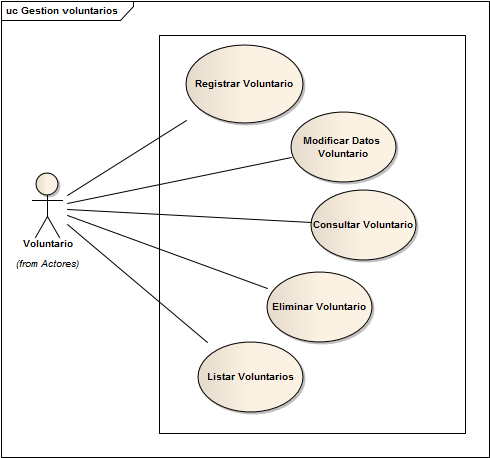 uc Gestion voluntarios
Registrar Voluntario
Modificar Datos
Voluntario
Consultar Voluntario
Voluntario
(from Actores)
Eliminar Voluntario
Listar Voluntarios